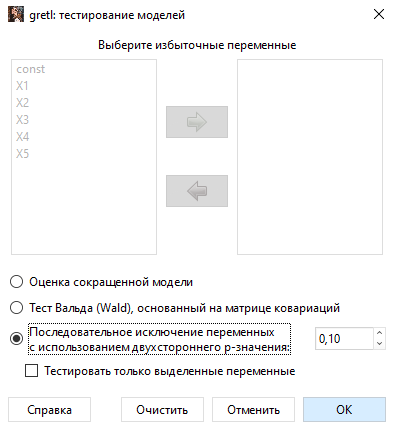 gretl: тестирование моделей
Выберите избыточные переменные
const
X1
X2
X3
X4
X5
Оценка сокращенной модели
Тест Вальда (Wald), основанный на матрице ковариаций
Последовательное исключение переменных
с использованием двухстороннего p-значения:
0,10
Тестировать только выделенные переменные
Справка
Очистить
Отменить
OK